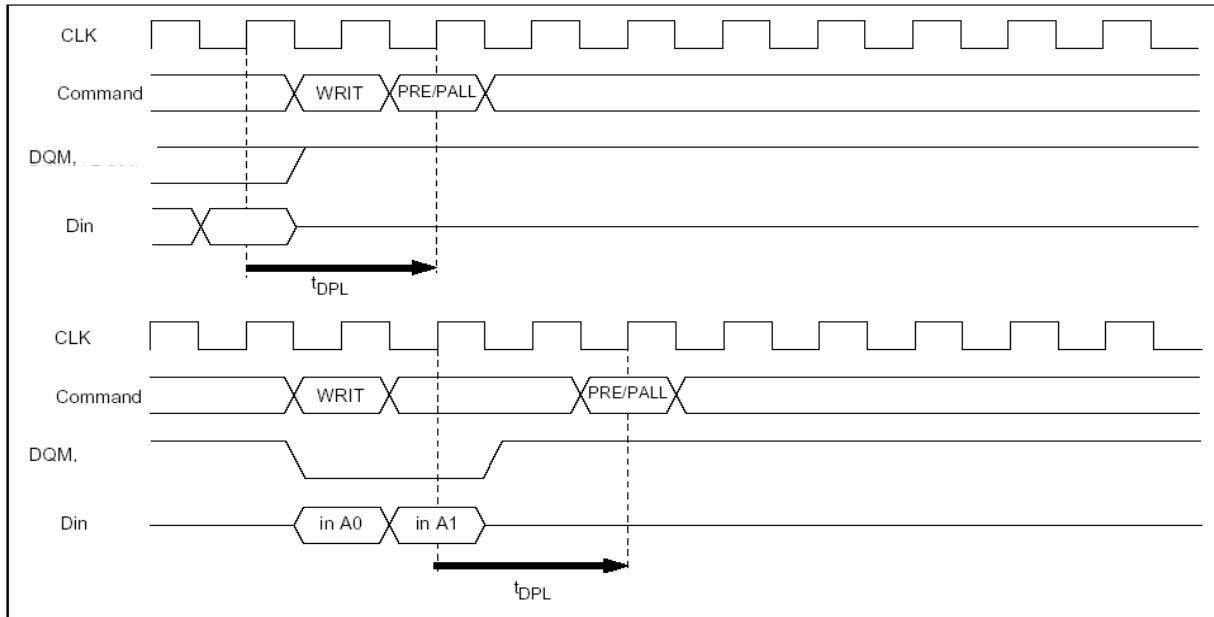 CLK
Command WRIT PRE/PALL
DQM,
Din
tDPL
CLK
Command WRIT PRE/PALL
DQM,
Din in A0 in A1
tDPL